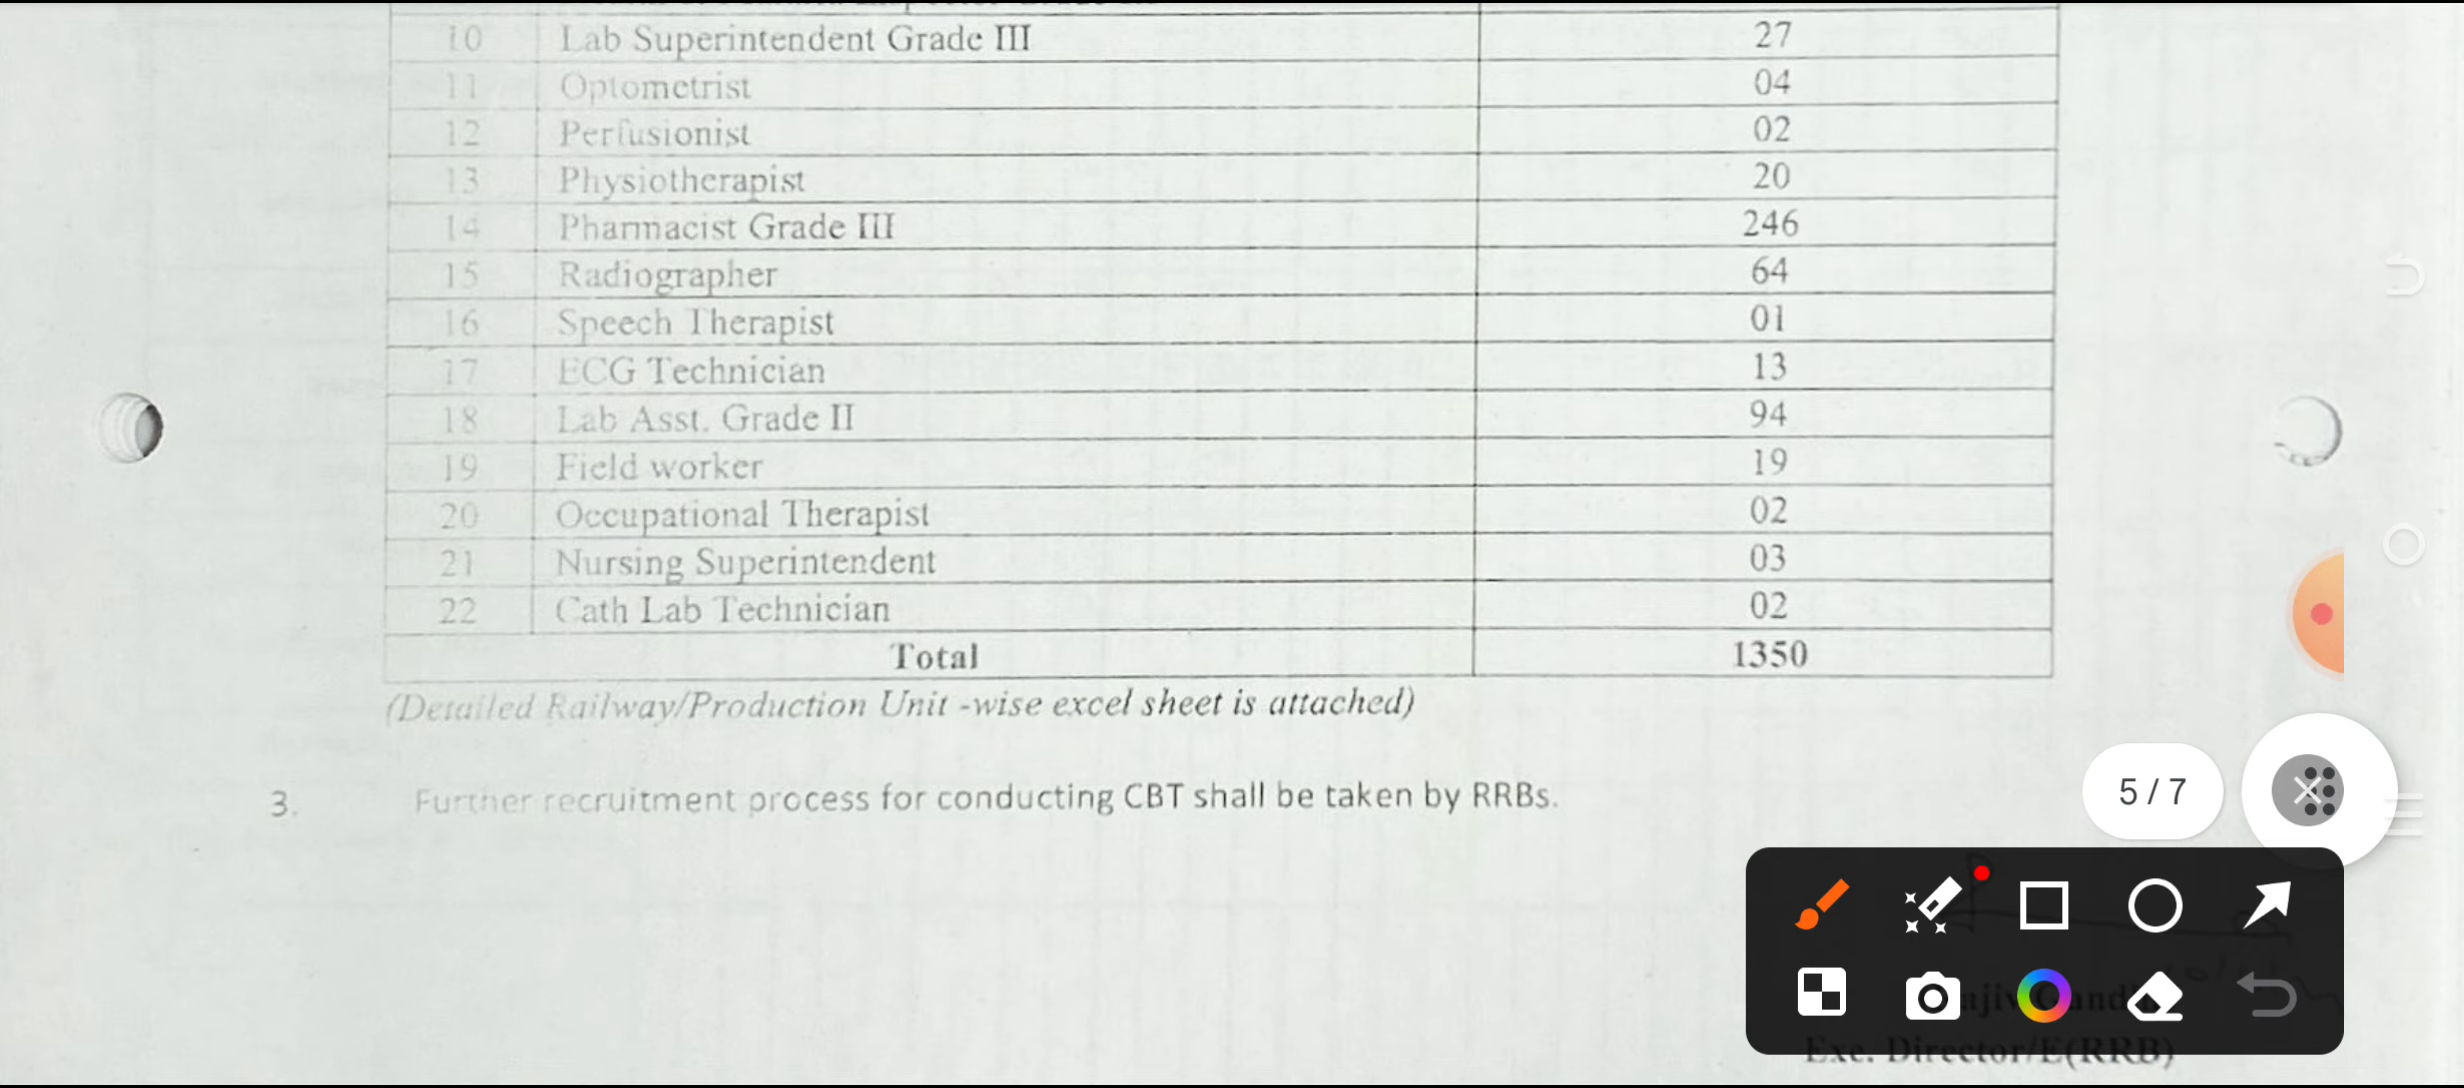 10 Lab Superintendent Grade III 27
11 Optometrist 04
12 Perfusionist 02
13 Physiotherapist 20
14 Pharmacist Grade III 246
15 Radiographer 64
16 Speech Therapist 01
17 ECG Technician 13
18 Lab Asst. Grade II 94
19 Field worker 19
20 Occupational Therapist 02
21 Nursing Superintendent 03
22 Cath Lab Technician 02
Total 1350
(Detailed Railway/Production Unit -wise excel sheet is attached)
3. Further recruitment process for conducting CBT shall be taken by RRBs.
5 / 7
Exe. Director/E(RRB)